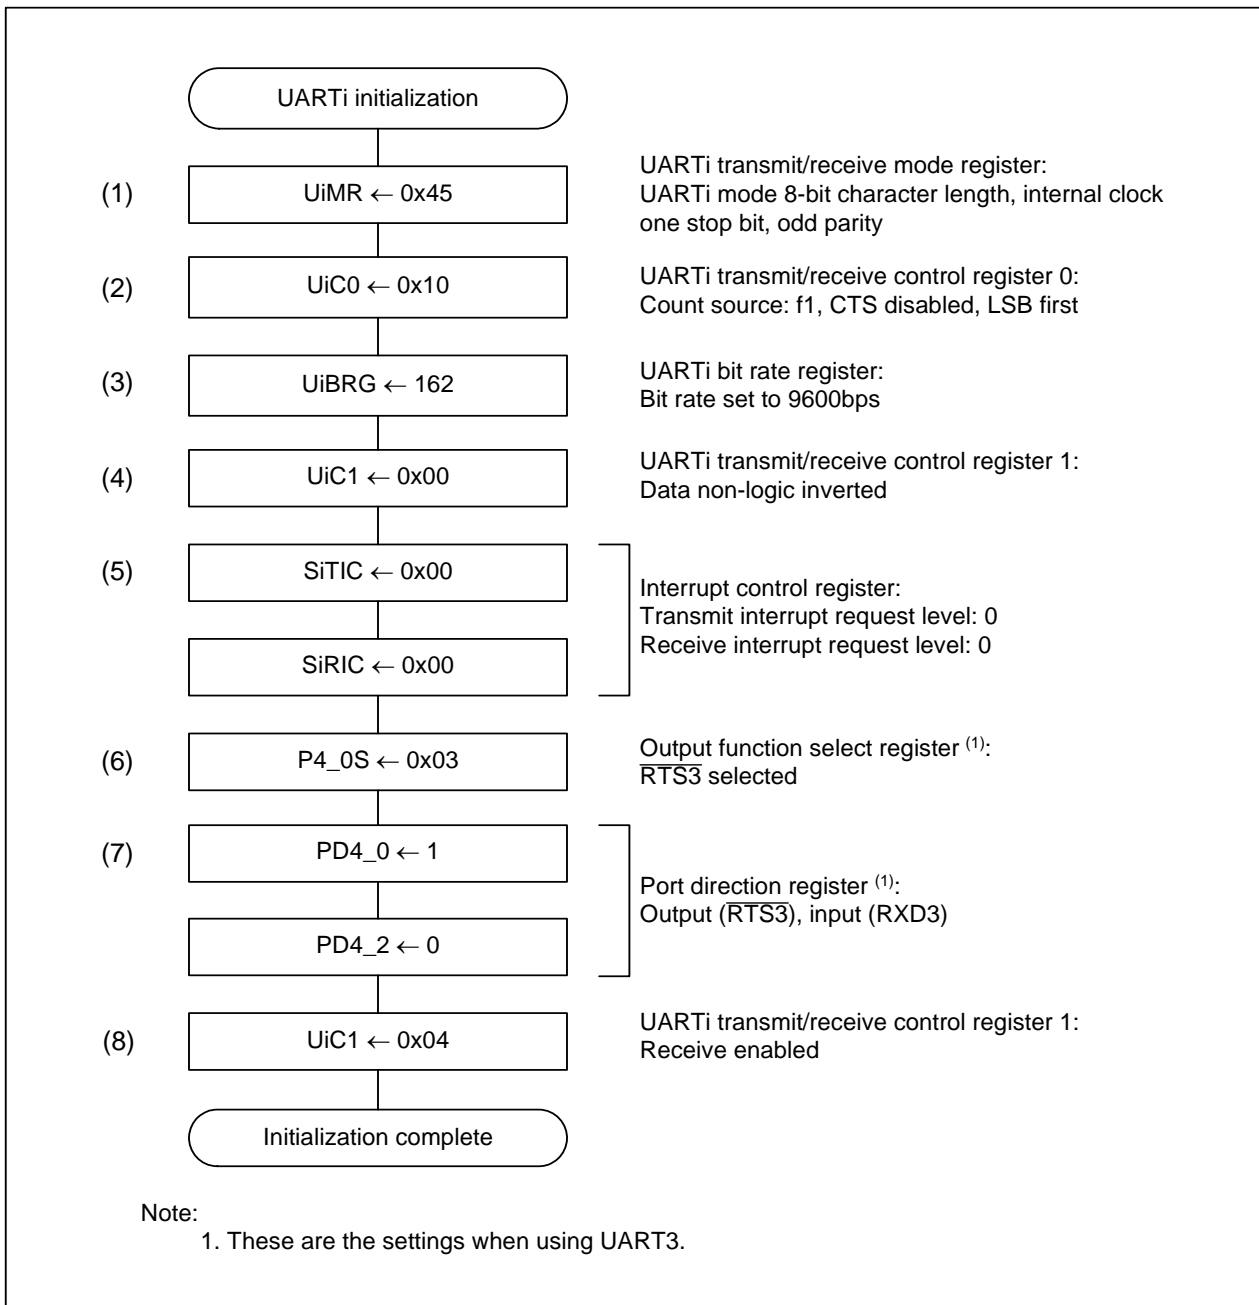 UARTi initialization
(1)
UiMR ← 0x45
UARTi transmit/receive mode register:
UARTi mode 8-bit character length, internal clock
one stop bit, odd parity
(2)
UiC0 ← 0x10
UARTi transmit/receive control register 0:
Count source: f1, CTS disabled, LSB first
(3)
UiBRG ← 162
UARTi bit rate register:
Bit rate set to 9600bps
(4)
UiC1 ← 0x00
UARTi transmit/receive control register 1:
Data non-logic inverted
(5)
SiTIC ← 0x00
SiRIC ← 0x00
Interrupt control register:
Transmit interrupt request level: 0
Receive interrupt request level: 0
(6)
P4_0S ← 0x03
Output function select register (1):
RTS3 selected
(7)
PD4_0 ← 1
PD4_2 ← 0
Port direction register (1):
Output (RTS3), input (RXD3)
(8)
UiC1 ← 0x04
UARTi transmit/receive control register 1:
Receive enabled
Initialization complete
Note:
1. These are the settings when using UART3.